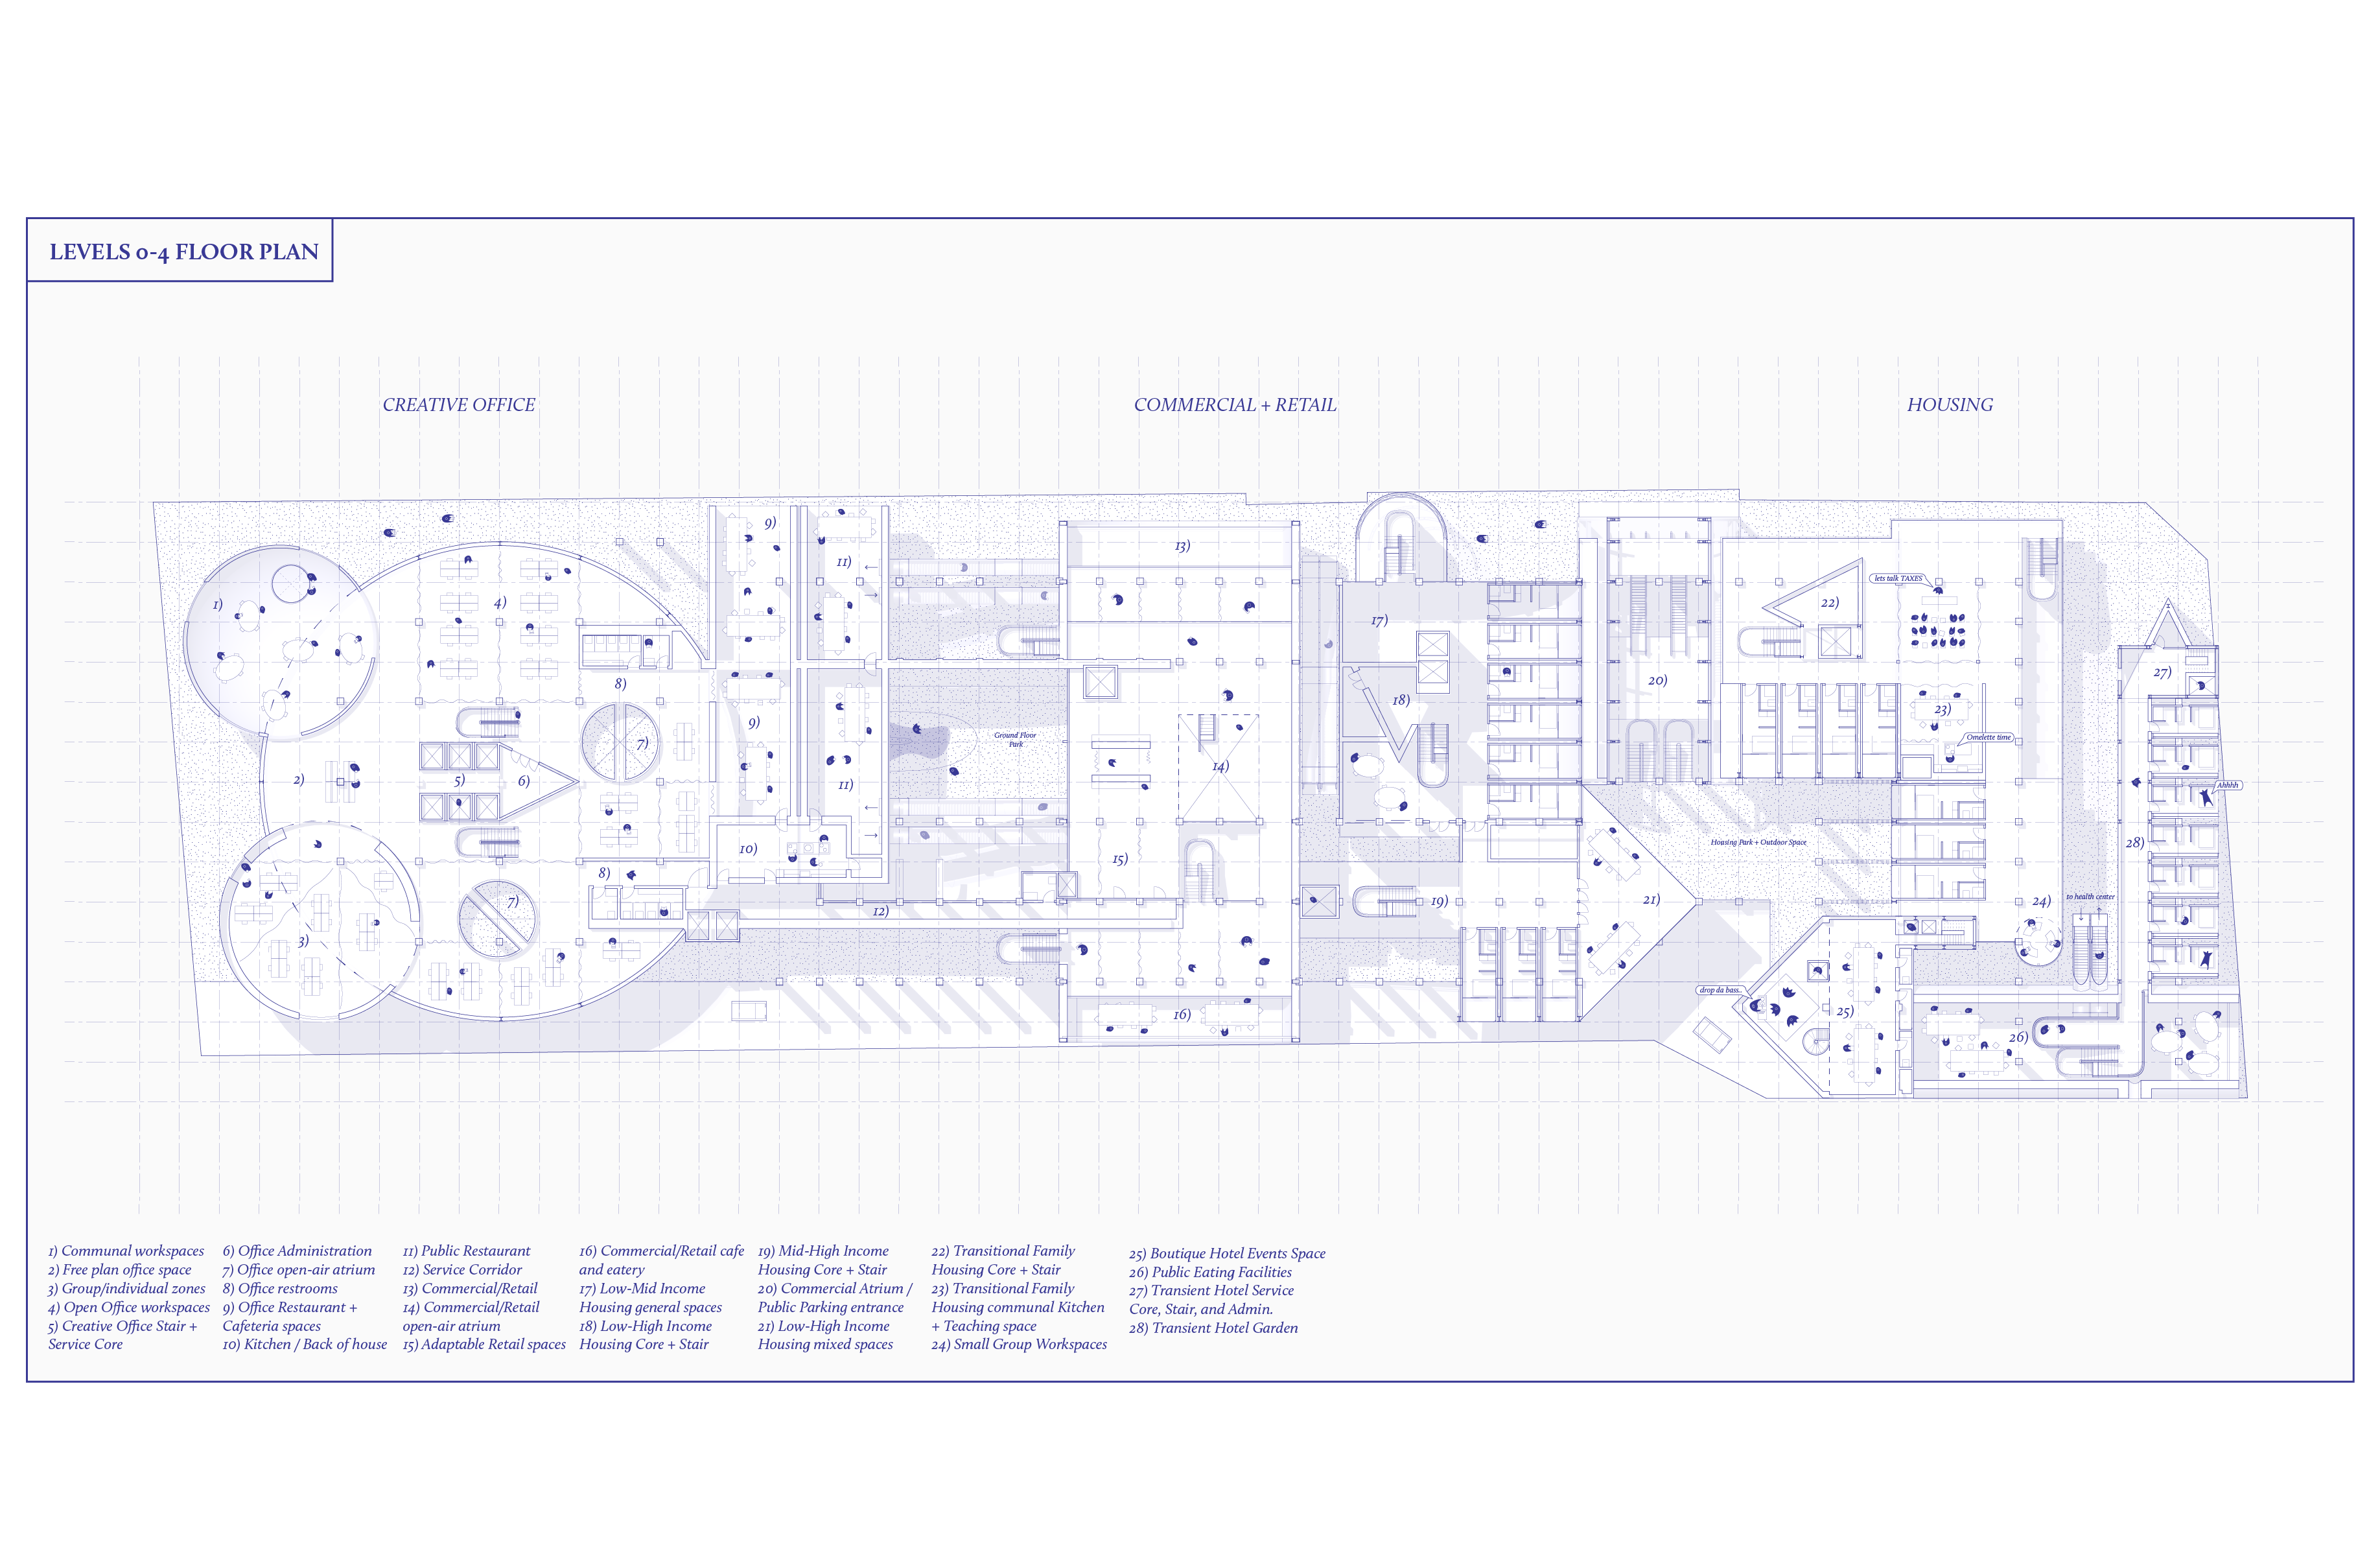 LEVELS 0-4 FLOOR PLAN
CREATIVE OFFICE
COMMERCIAL + RETAIL
HOUSING
9)
11)
13)
1)
4)
lets talk TAXES
22)
17)
8)
20)
27)
18)
23)
9)
7)
Ground Floor
Park
Omelette time
14)
2)
5)
6)
11)
Ahhhh
10)
15)
Housing Park + Outdoor Space
28)
8)
7)
12)
19)
21)
24)
to health center
3)
drop da bass..
16)
25)
26)
1) Communal workspaces
2) Free plan office space
3) Group/individual zones
4) Open Office workspaces
5) Creative Office Stair +
Service Core
6) Office Administration
7) Office open-air atrium
8) Office restrooms
9) Office Restaurant +
Cafeteria spaces
10) Kitchen / Back of house
11) Public Restaurant
12) Service Corridor
13) Commercial/Retail
14) Commercial/Retail
open-air atrium
15) Adaptable Retail spaces
16) Commercial/Retail cafe
and eatery
17) Low-Mid Income
Housing general spaces
18) Low-High Income
Housing Core + Stair
19) Mid-High Income
Housing Core + Stair
20) Commercial Atrium /
Public Parking entrance
21) Low-High Income
Housing mixed spaces
22) Transitional Family
Housing Core + Stair
23) Transitional Family
Housing communal Kitchen
+ Teaching space
24) Small Group Workspaces
25) Boutique Hotel Events Space
26) Public Eating Facilities
27) Transient Hotel Service
Core, Stair, and Admin.
28) Transient Hotel Garden